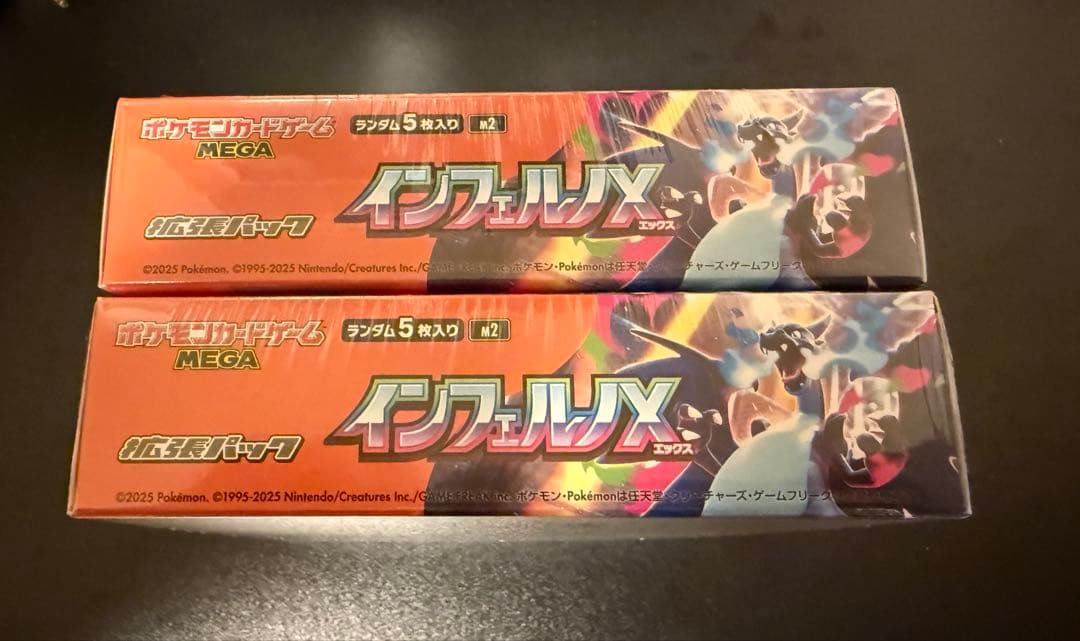 ポケモンカードゲーム
MEGA
ランダム5枚入り M2
インフェルノX
エックス
拡張パック
©2025 Pokémon. ©1995-2025 Nintendo/Creatures Inc./GAME FREAK inc. ポケモン・Pokémonは任天堂・クリーチャーズ・ゲームフリーク
ポケモンカードゲーム
MEGA
ランダム5枚入り M2
インフェルノX
エックス
拡張パック
©2025 Pokémon. ©1995-2025 Nintendo/Creatures Inc./GAME FREAK inc. ポケモン・Pokémonは任天堂・クリーチャーズ・ゲームフリーク